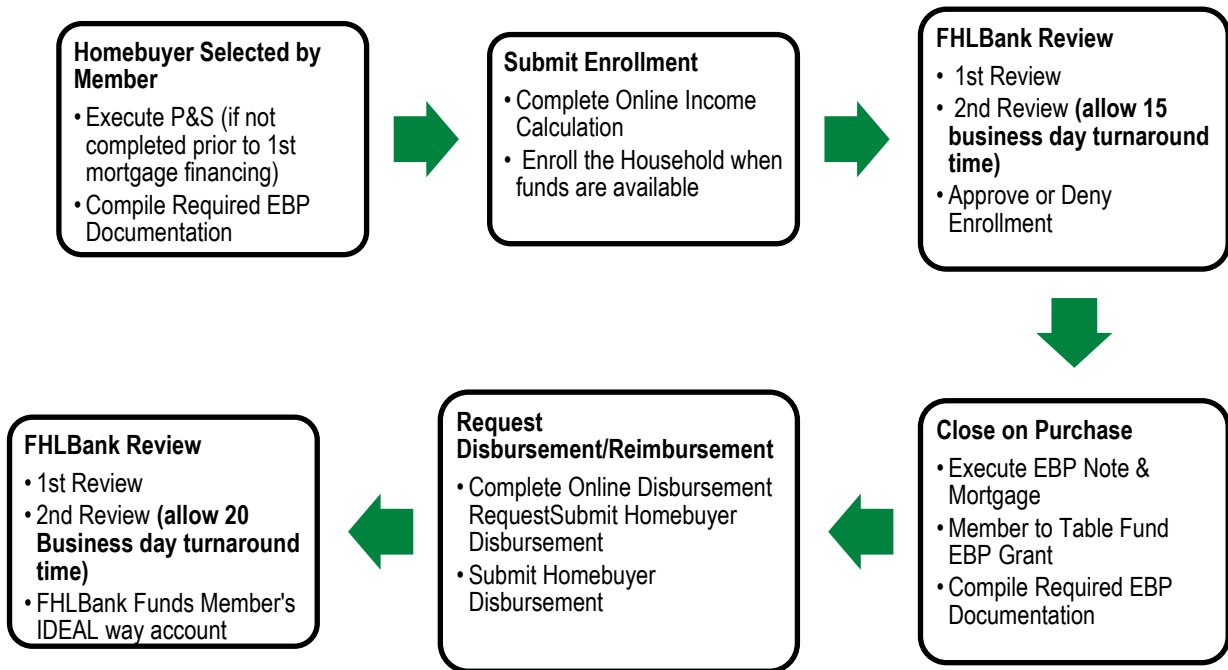 Homebuyer Selected by
Member
• Execute P&S (if not
completed prior to 1st
mortgage financing)
• Compile Required EBP
Documentation
Submit Enrollment
• Complete Online Income
Calculation
• Enroll the Household when
funds are available
FHLBank Review
• 1st Review
• 2nd Review (allow 15
business day turnaround
time)
• Approve or Deny
Enrollment
Close on Purchase
• Execute EBP Note &
Mortgage
• Member to Table Fund
EBP Grant
• Compile Required EBP
Documentation
Request
Disbursement/Reimbursement
• Complete Online Disbursement
RequestSubmit Homebuyer
Disbursement
• Submit Homebuyer
Disbursement
FHLBank Review
• 1st Review
• 2nd Review (allow 20
Business day turnaround
time)
• FHLBank Funds Member's
IDEAL way account